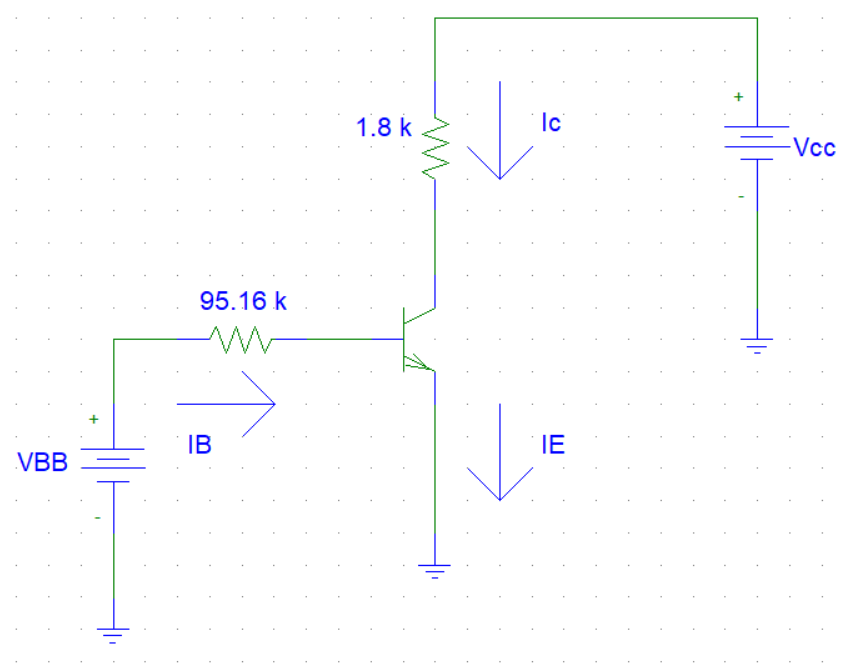 1.8 k
Ic
+
Vcc
-
95.16 k
+
IB
IE
VBB
-